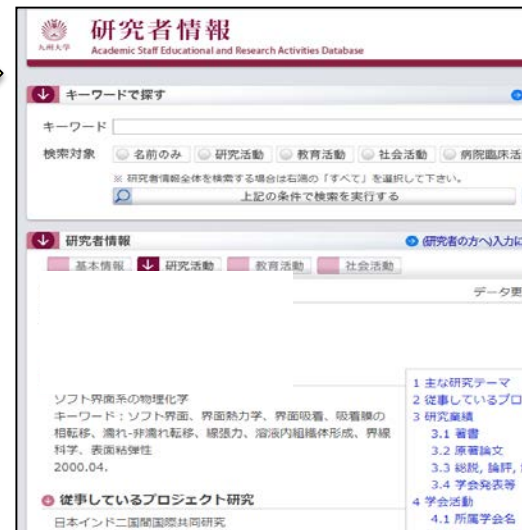 研究者情報
九州大学
Academic Staff Educational and Research Activities Database
キーワードで探す
キーワード
検索対象 名前のみ 研究活動 教育活動 社会活動 病院臨床活
※ 研究者情報全体を検索する場合は右端の「すべて」を選択して下さい。
上記の条件で検索を実行する
研究者情報
(研究者の方へ)入力に
基本情報 研究活動 教育活動 社会活動
データ更
ソフト界面系の物理化学
キーワード：ソフト界面、界面熱力学、界面吸着、吸着膜の
相転移、濡れ-非濡れ転移、線張力、溶液内組織体形成、界線
科学、表面粘弾性
2000.04.
従事しているプロジェクト研究
日本インド二国間国際共同研究
1 主な研究テーマ
2 従事しているプロ
3 研究業績
3.1 著書
3.2 原著論文
3.3 総説, 論評,
3.4 学会発表等
4 学会活動
4.1 所属学会名